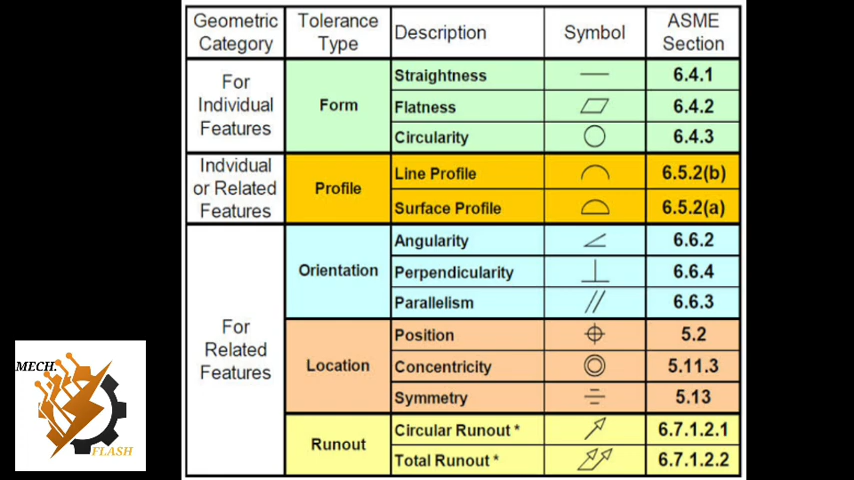 Geometric Category Tolerance Type Description Symbol ASME Section
For Individual Features
Form
Straightness 6.4.1
Flatness 6.4.2
Circularity 6.4.3
Indvidual or Related Features
Profile
Line Profile 6.5.2(b)
Surface Profile 6.5.2(a)
For Related Features
Orientation
Angularity 6.6.2
Perpendicularity 6.6.4
Parallelism 6.6.3
Location
Position 5.2
Concentricity 5.11.3
Symmetry 5.13
Runout
Circular Runout * 6.7.1.2.1
Total Runout * 6.7.1.2.2
MECH.
FLASH